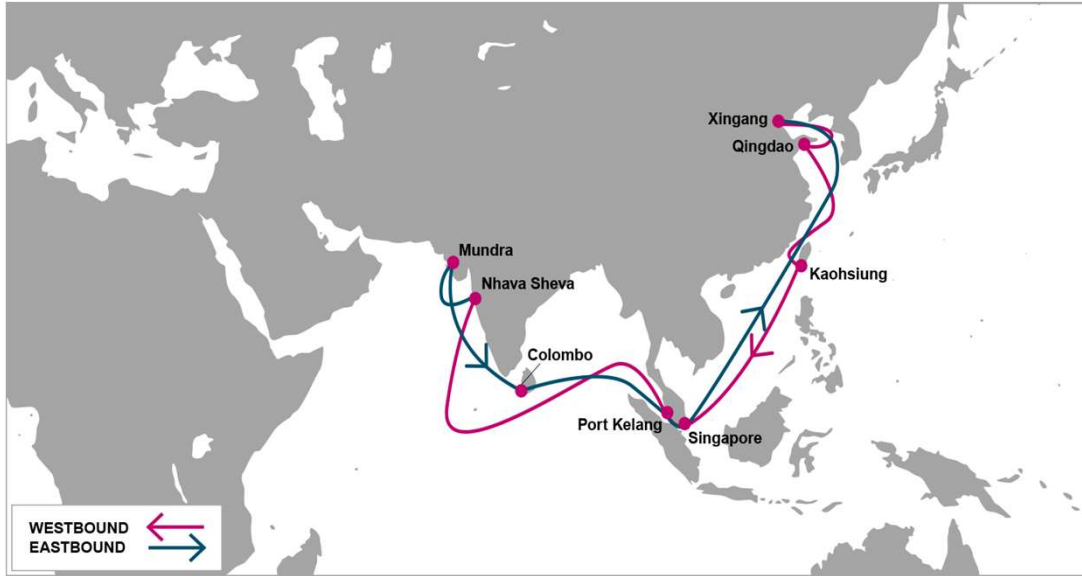 Xingang
Qingdao
Mundra
Nhava Sheva
Kaohsiung
Colombo
Port Kelang
Singapore
WESTBOUND
EASTBOUND